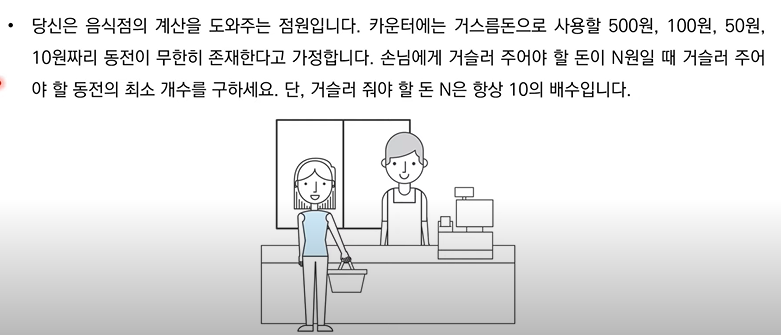 • 당신은 음식점의 계산을 도와주는 점원입니다. 카운터에는 거스름돈으로 사용할 500원, 100원, 50원,
10원짜리 동전이 무한히 존재한다고 가정합니다. 손님에게 거슬러 주어야 할 돈이 N원일 때 거슬러 주어
야 할 동전의 최소 개수를 구하세요. 단, 거슬러 줘야 할 돈 N은 항상 10의 배수입니다.